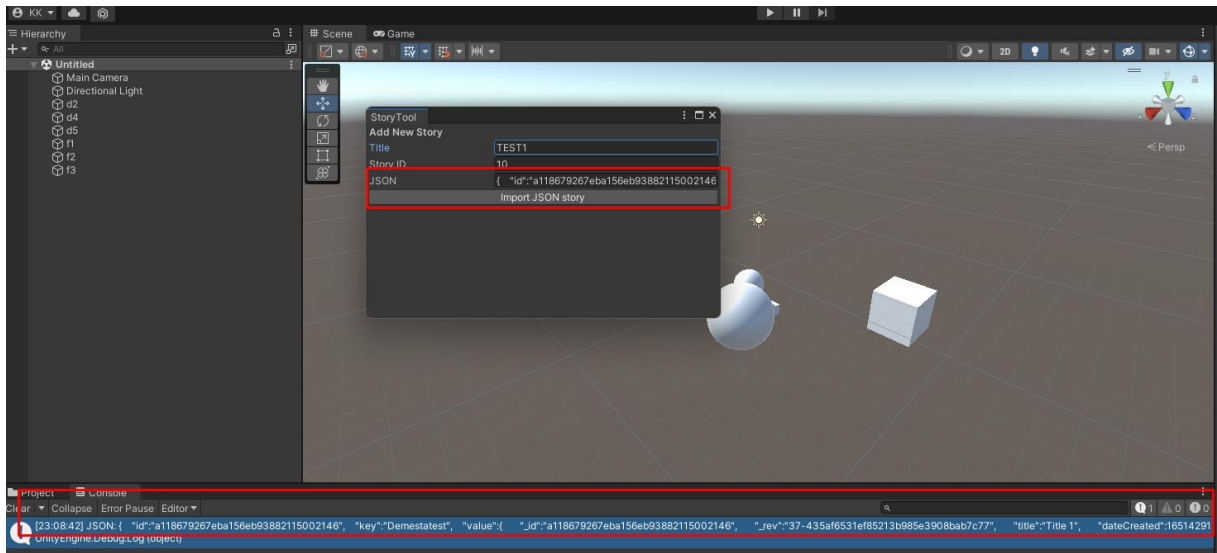 KK
Hierarchy
All
Untitled
Main Camera
Directional Light
d2
d4
d5
f1
f2
f3
Scene
Game
2D
Persp
StoryTool
Add New Story
Title
TEST1
Story ID
10
JSON
{ "id":"a118679267eba156eb93882115002146
Import JSON story
Project
Console
Clear
Collapse
Error Pause
Editor
1
0
0
[23:08:42] JSON: { "id":"a118679267eba156eb93882115002146", "key":"Demestatest", "value":{ "_id":"a118679267eba156eb93882115002146", "_rev":"37-435af6531ef85213b985e3908bab7c77", "title":"Title 1", "dateCreated":16514291
UnityEngine.Debug:Log (object)